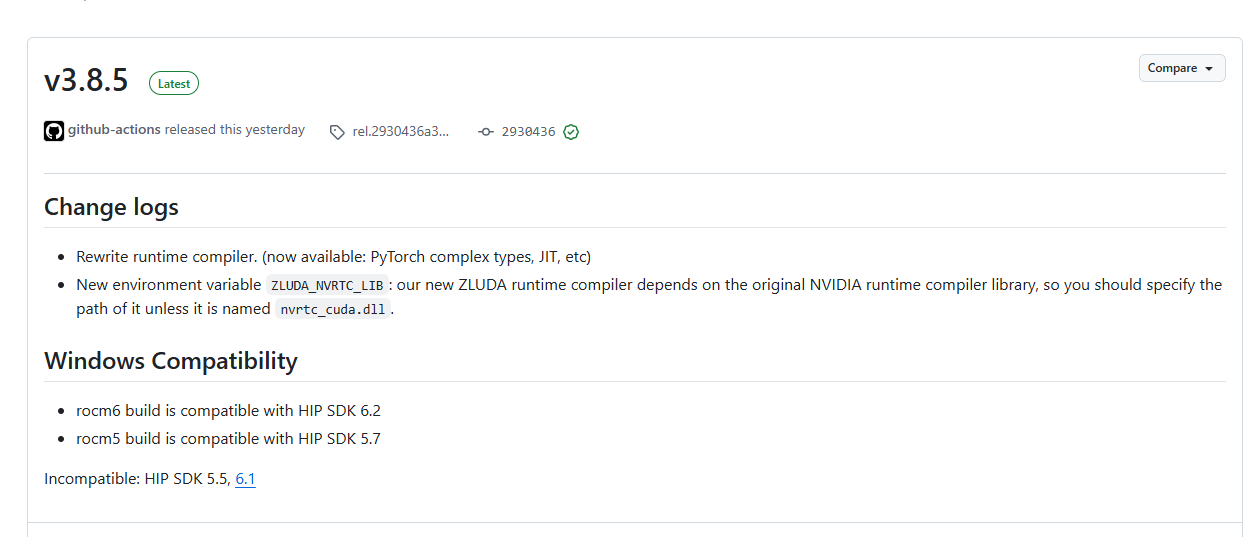 v3.8.5 Latest
Compare
github-actions released this yesterday rel.2930436a3... 2930436
Change logs
• Rewrite runtime compiler. (now available: PyTorch complex types, JIT, etc)
• New environment variable ZLUDA_NVRTC_LIB : our new ZLUDA runtime compiler depends on the original NVIDIA runtime compiler library, so you should specify the
path of it unless it is named nvrtc_cuda.dll .
Windows Compatibility
• rocm6 build is compatible with HIP SDK 6.2
• rocm5 build is compatible with HIP SDK 5.7
Incompatible: HIP SDK 5.5, 6.1